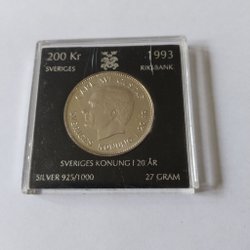 200 Kr 1993
SVERIGES RIKSBANK
SVERIGES KONUNG I 20 ÅR
SILVER 925/1000 27 GRAM